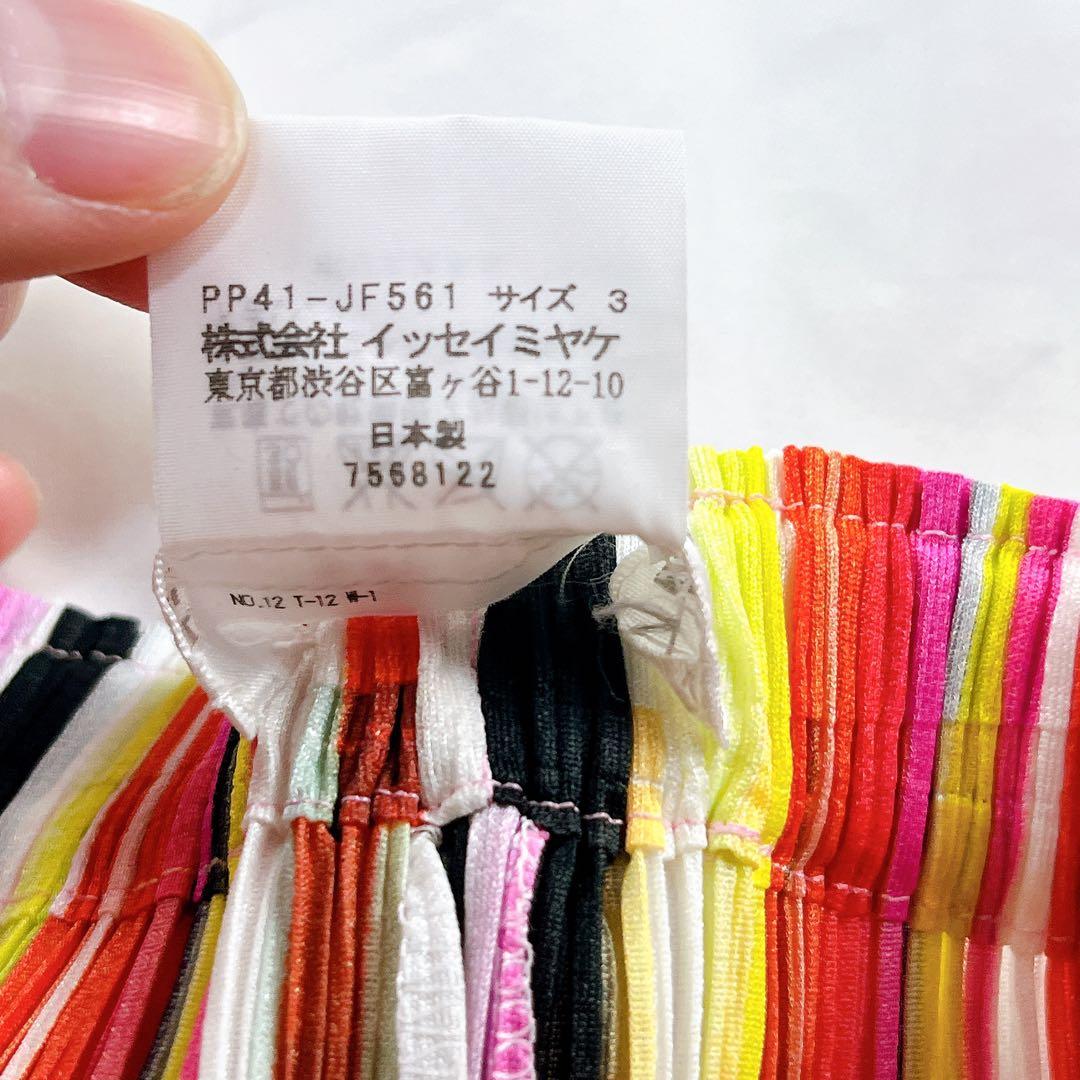 PP41-JF561 サイズ 3
株式会社 イッセイミヤケ
東京都渋谷区富ヶ谷1-12-10
日本製
7568122
NO.12 T-12 W-1